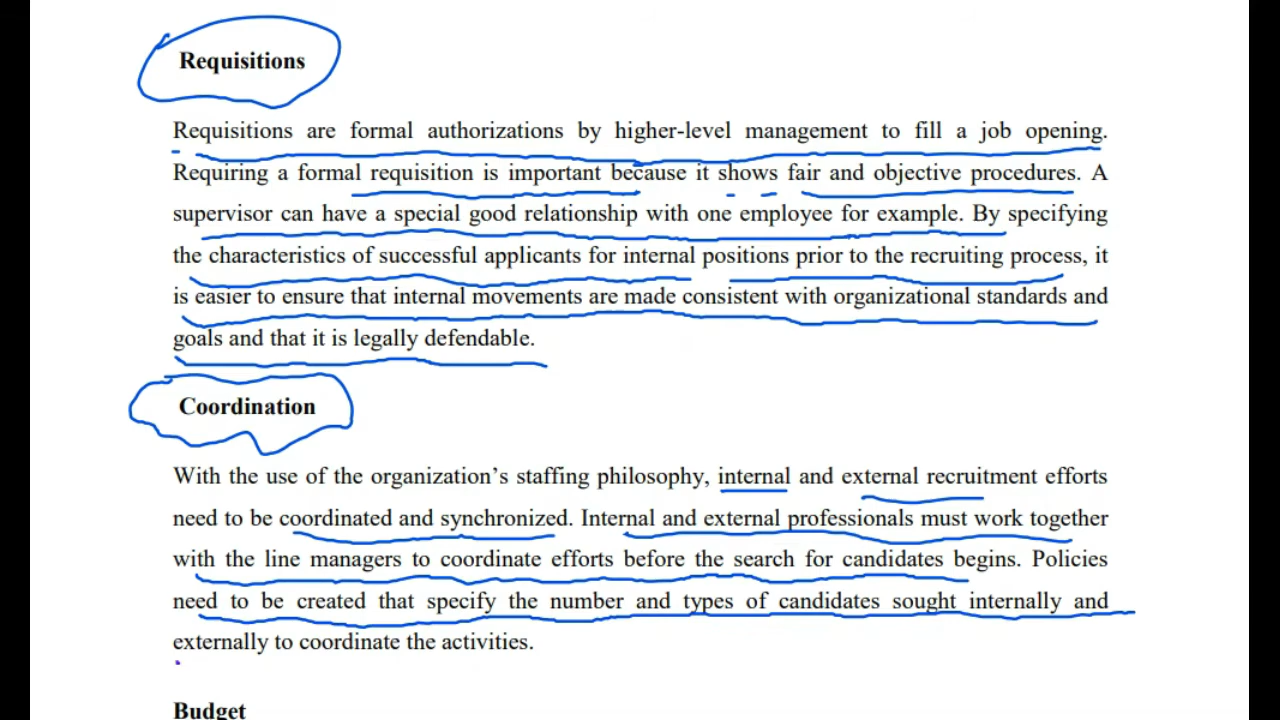 Requisitions
Requisitions are formal authorizations by higher-level management to fill a job opening.
Requiring a formal requisition is important because it shows fair and objective procedures. A
supervisor can have a special good relationship with one employee for example. By specifying
the characteristics of successful applicants for internal positions prior to the recruiting process, it
is easier to ensure that internal movements are made consistent with organizational standards and
goals and that it is legally defendable.
Coordination
With the use of the organization’s staffing philosophy, internal and external recruitment efforts
need to be coordinated and synchronized. Internal and external professionals must work together
with the line managers to coordinate efforts before the search for candidates begins. Policies
need to be created that specify the number and types of candidates sought internally and
externally to coordinate the activities.
Budget